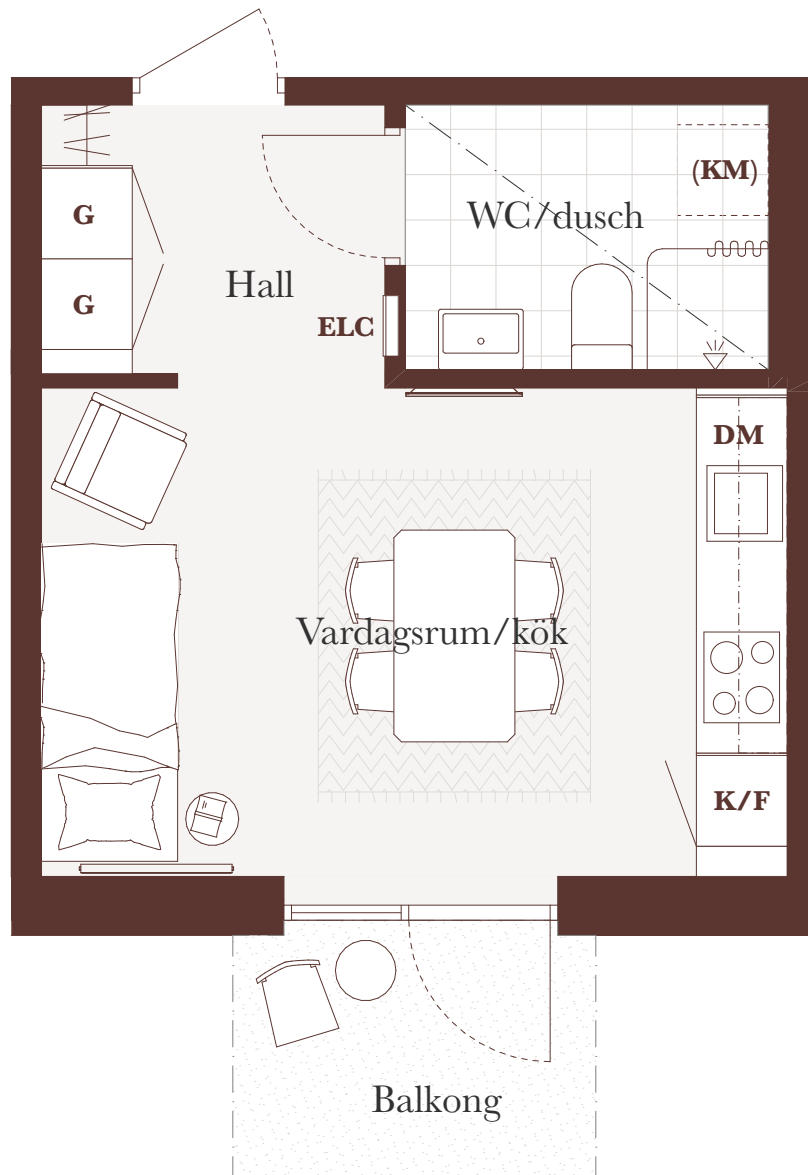 (KM)
G
WC/dusch
Hall
G
ELC
DM
Vardagsrum/kök
K/F
Balkong